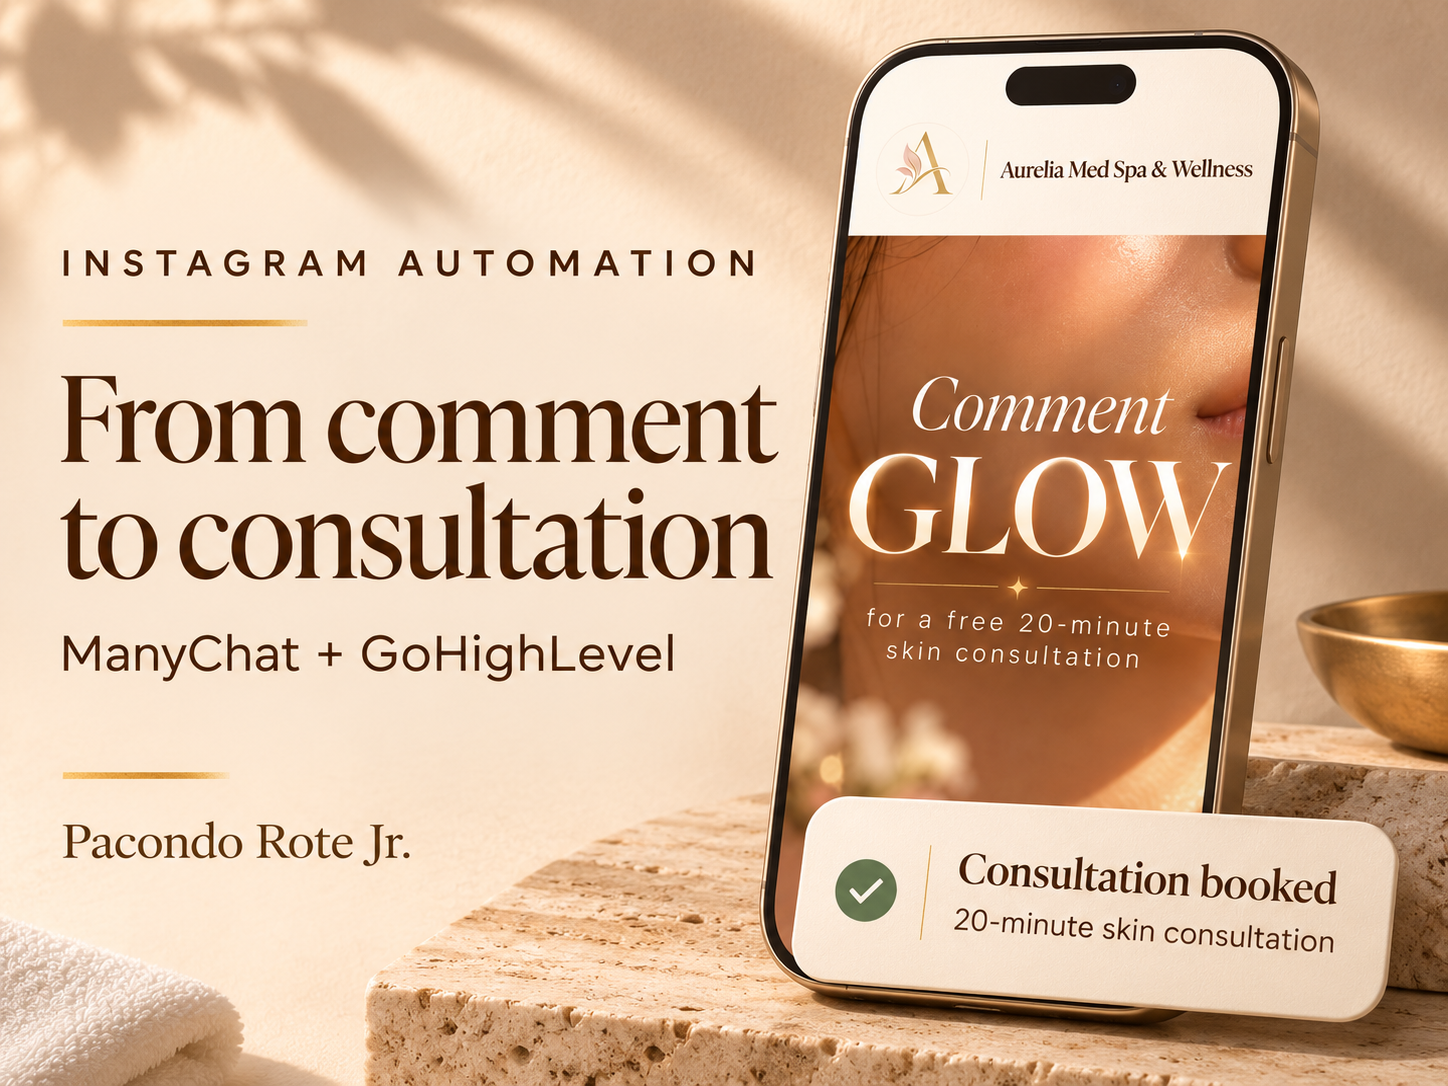 INSTAGRAM AUTOMATION
From comment
to consultation
ManyChat + GoHighLevel
Pacondo Rote Jr.
A
Aurelia Med Spa & Wellness
Comment
GLOW
for a free 20-minute
skin consultation
Consultation booked
20-minute skin consultation